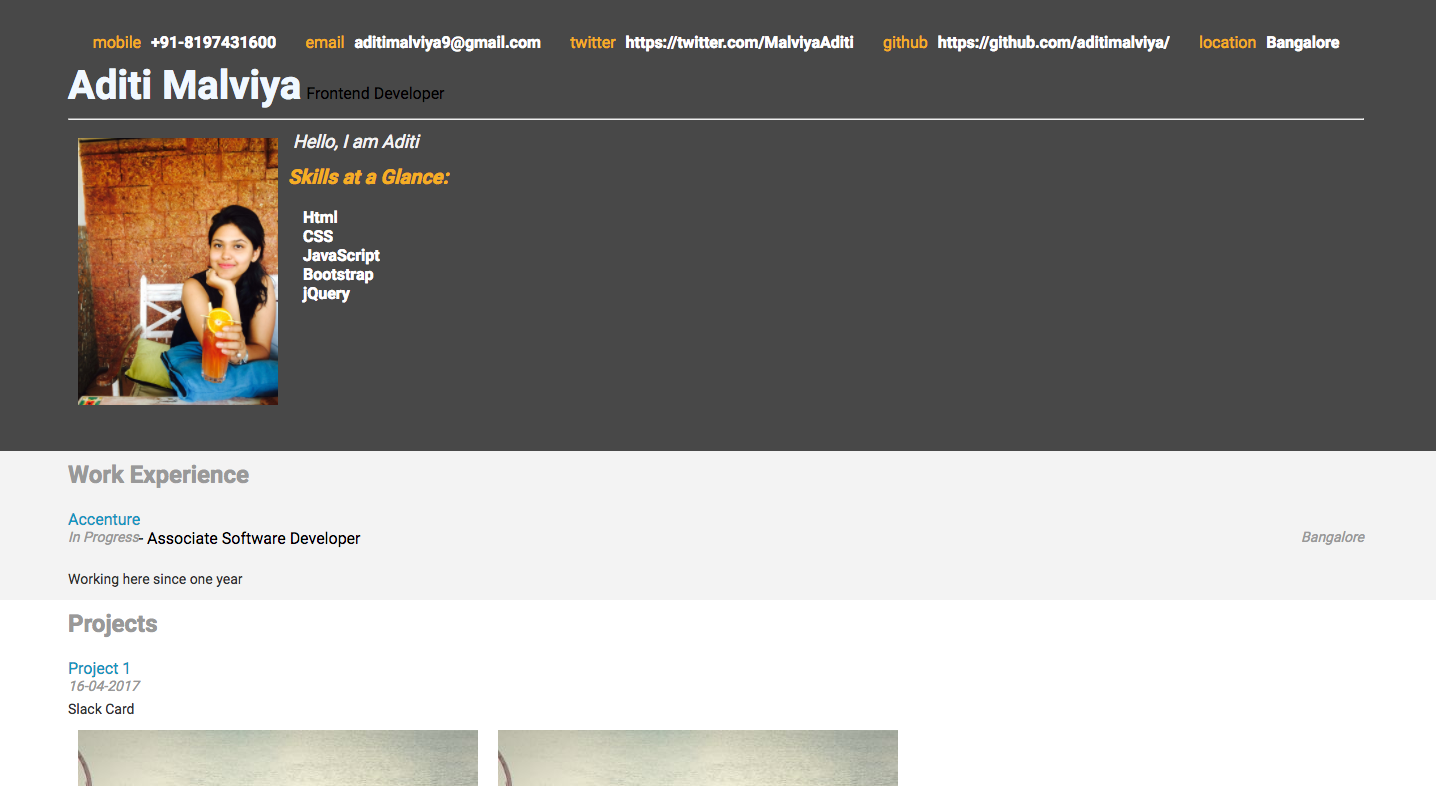 mobile +91-8197431600 email aditimalviya9@gmail.com twitter https://twitter.com/MalviyaAditi github https://github.com/aditimalviya/ location Bangalore
Aditi Malviya Frontend Developer
Hello, I am Aditi
Skills at a Glance:
Html
CSS
JavaScript
Bootstrap
jQuery
Work Experience
Accenture
In Progress- Associate Software Developer Bangalore
Working here since one year
Projects
Project 1
16-04-2017
Slack Card